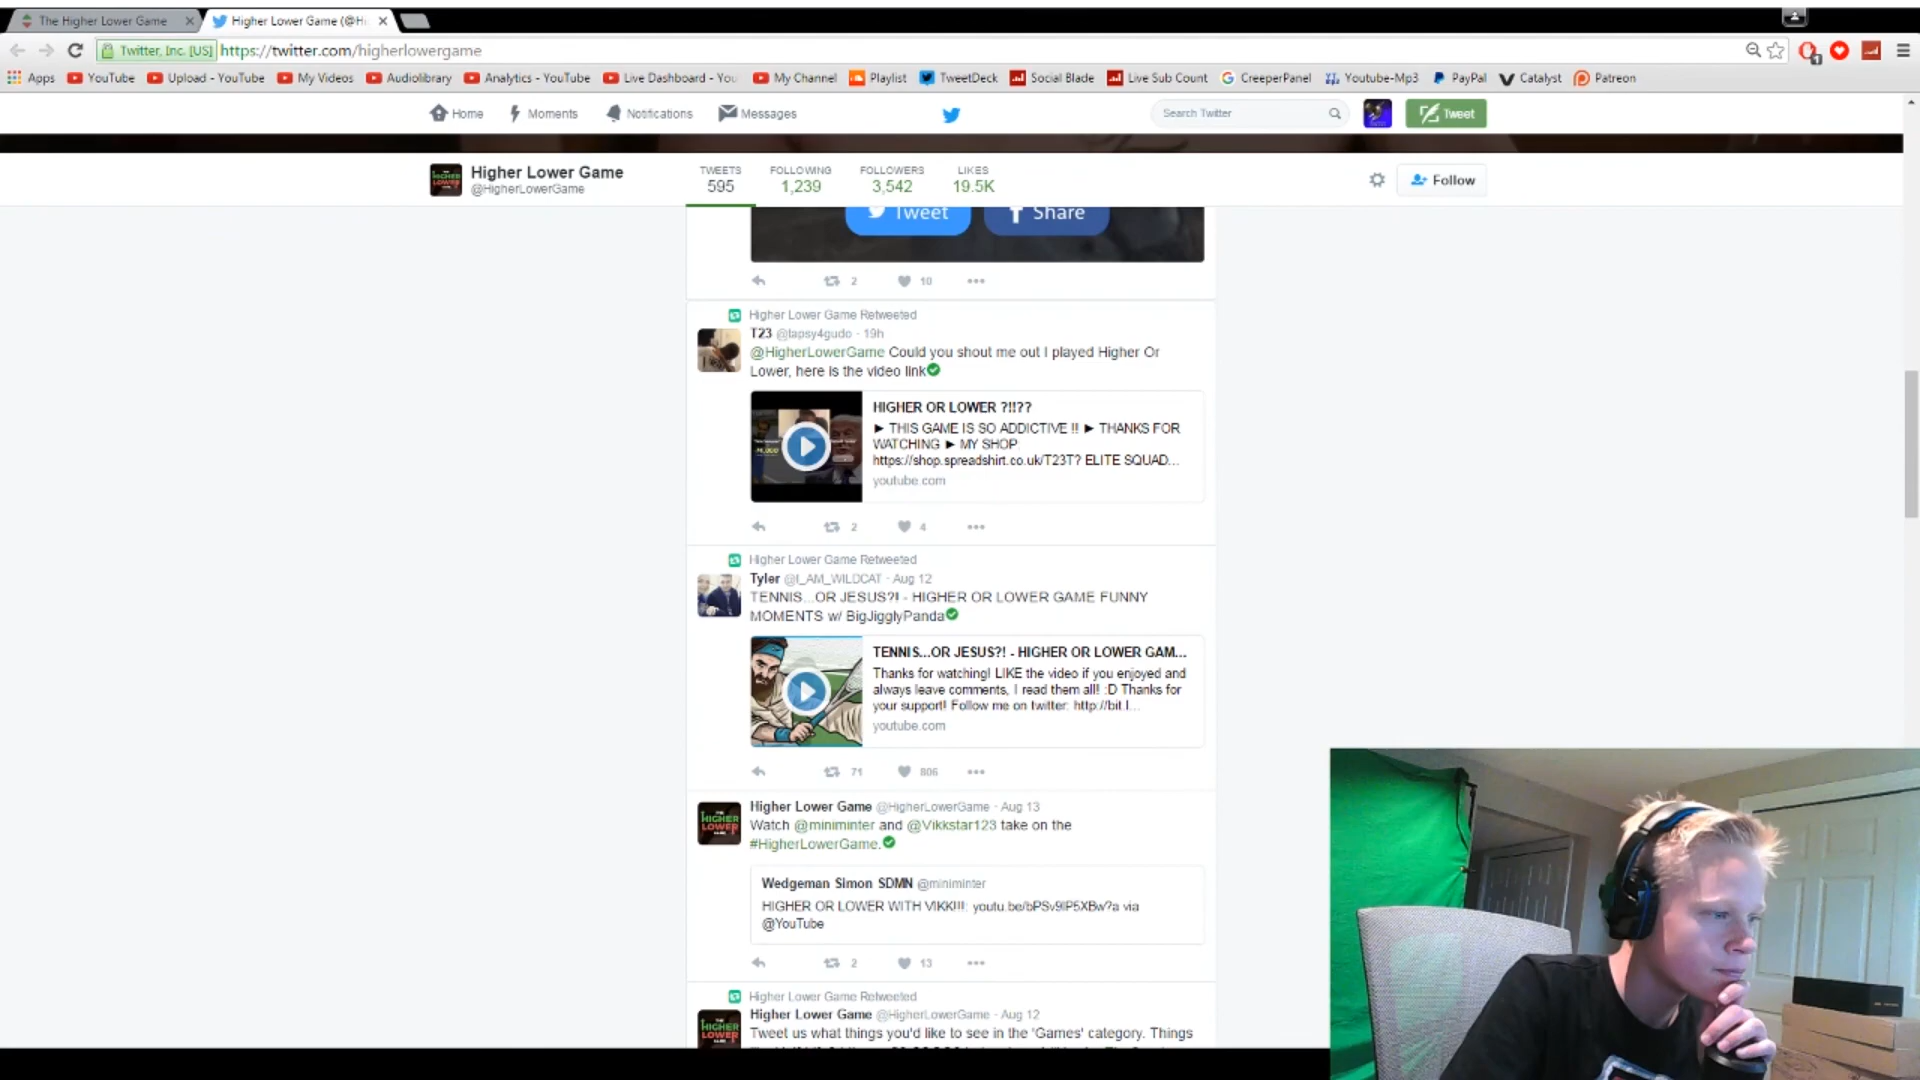 The Higher Lower Game
Higher Lower Game (@Hi
Twitter, Inc. [US] https://twitter.com/higherlowergame
Apps YouTube Upload - YouTube My Videos Audiolibrary Analytics - YouTube Live Dashboard - You My Channel Playlist TweetDeck Social Blade Live Sub Count CreeperPanel Youtube-Mp3 PayPal Catalyst Patreon
Home Moments Notifications Messages Search Twitter Tweet
Higher Lower Game
@HigherLowerGame
TWEETS FOLLOWING FOLLOWERS LIKES
595 1,239 3,542 19.5K
Follow
Tweet Share
2 10
Higher Lower Game Retweeted
T23 @lapsy4gudo · 19h
@HigherLowerGame Could you shout me out I played Higher Or
Lower, here is the video link
HIGHER OR LOWER ?!!??
► THIS GAME IS SO ADDICTIVE !! ► THANKS FOR
WATCHING ► MY SHOP
https://shop.spreadshirt.co.uk/T23T? ELITE SQUAD...
youtube.com
2 4
Higher Lower Game Retweeted
Tyler @I_AM_WILDCAT · Aug 12
TENNIS...OR JESUS?! - HIGHER OR LOWER GAME FUNNY
MOMENTS w/ BigJigglyPanda
TENNIS...OR JESUS?! - HIGHER OR LOWER GAM...
Thanks for watching! LIKE the video if you enjoyed and
always leave comments, I read them all! :D Thanks for
your support! Follow me on twitter: http://bit.l...
youtube.com
71 806
Higher Lower Game @HigherLowerGame · Aug 13
Watch @miniminter and @Vikkstar123 take on the
#HigherLowerGame.
Wedgeman Simon SDMN @miniminter
HIGHER OR LOWER WITH VIKK!!!: youtu.be/bPSv9IP5XBw?a via
@YouTube
2 13
Higher Lower Game Retweeted
Higher Lower Game @HigherLowerGame · Aug 12
Tweet us what things you'd like to see in the 'Games' category. Things
THE HIGHER LOWER